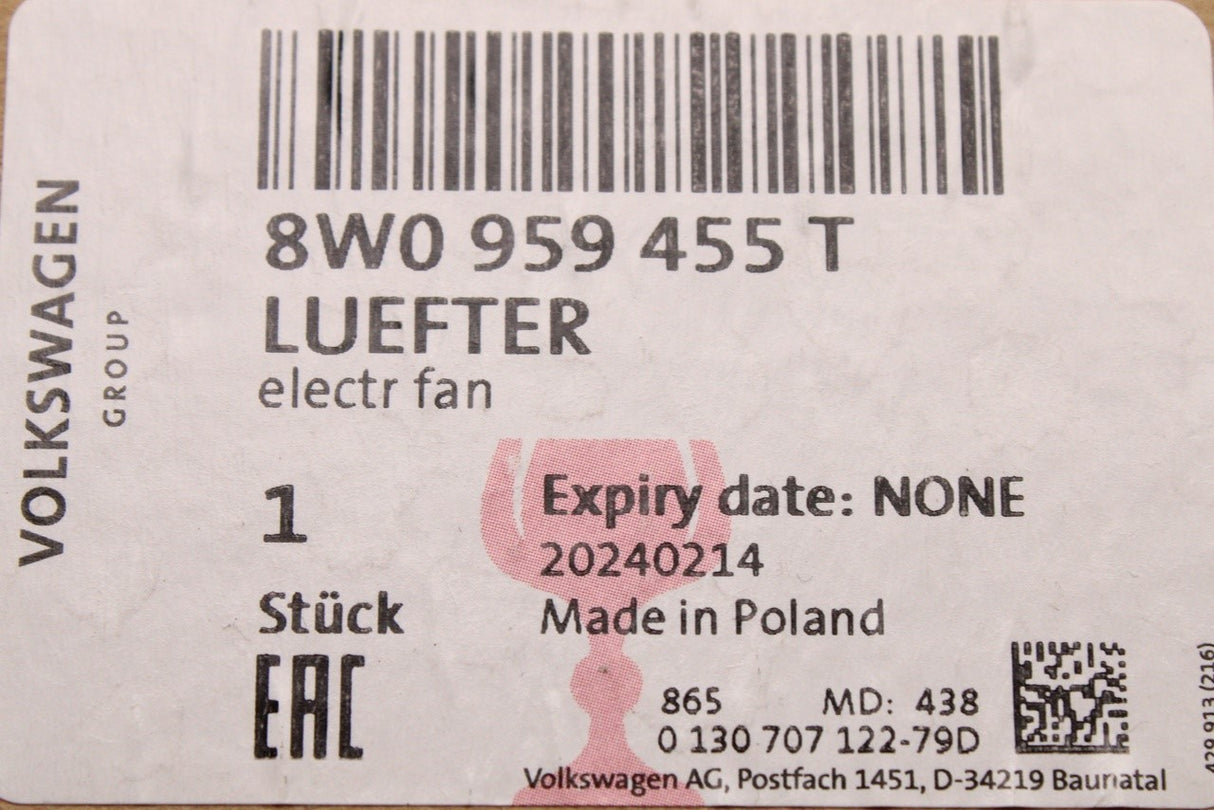 VOLKSWAGEN
GROUP
8W0 959 455 T
LUEFTER
electr fan
1
Stück
EAC
Expiry date: NONE
20240214
Made in Poland
865 MD: 438
0 130 707 122-79D
Volkswagen AG, Postfach 1451, D-34219 Baunatal
429 913 (216)